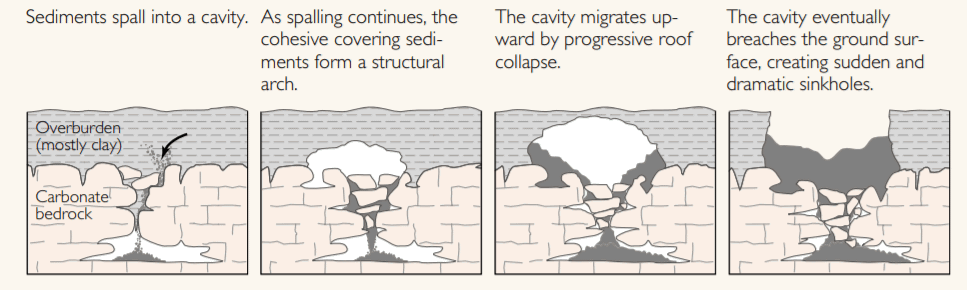 Sediments spall into a cavity.
As spalling continues, the
cohesive covering sedi-
ments form a structural
arch.
The cavity migrates up-
ward by progressive roof
collapse.
The cavity eventually
breaches the ground sur-
face, creating sudden and
dramatic sinkholes.
Overburden
(mostly clay)
Carbonate
bedrock